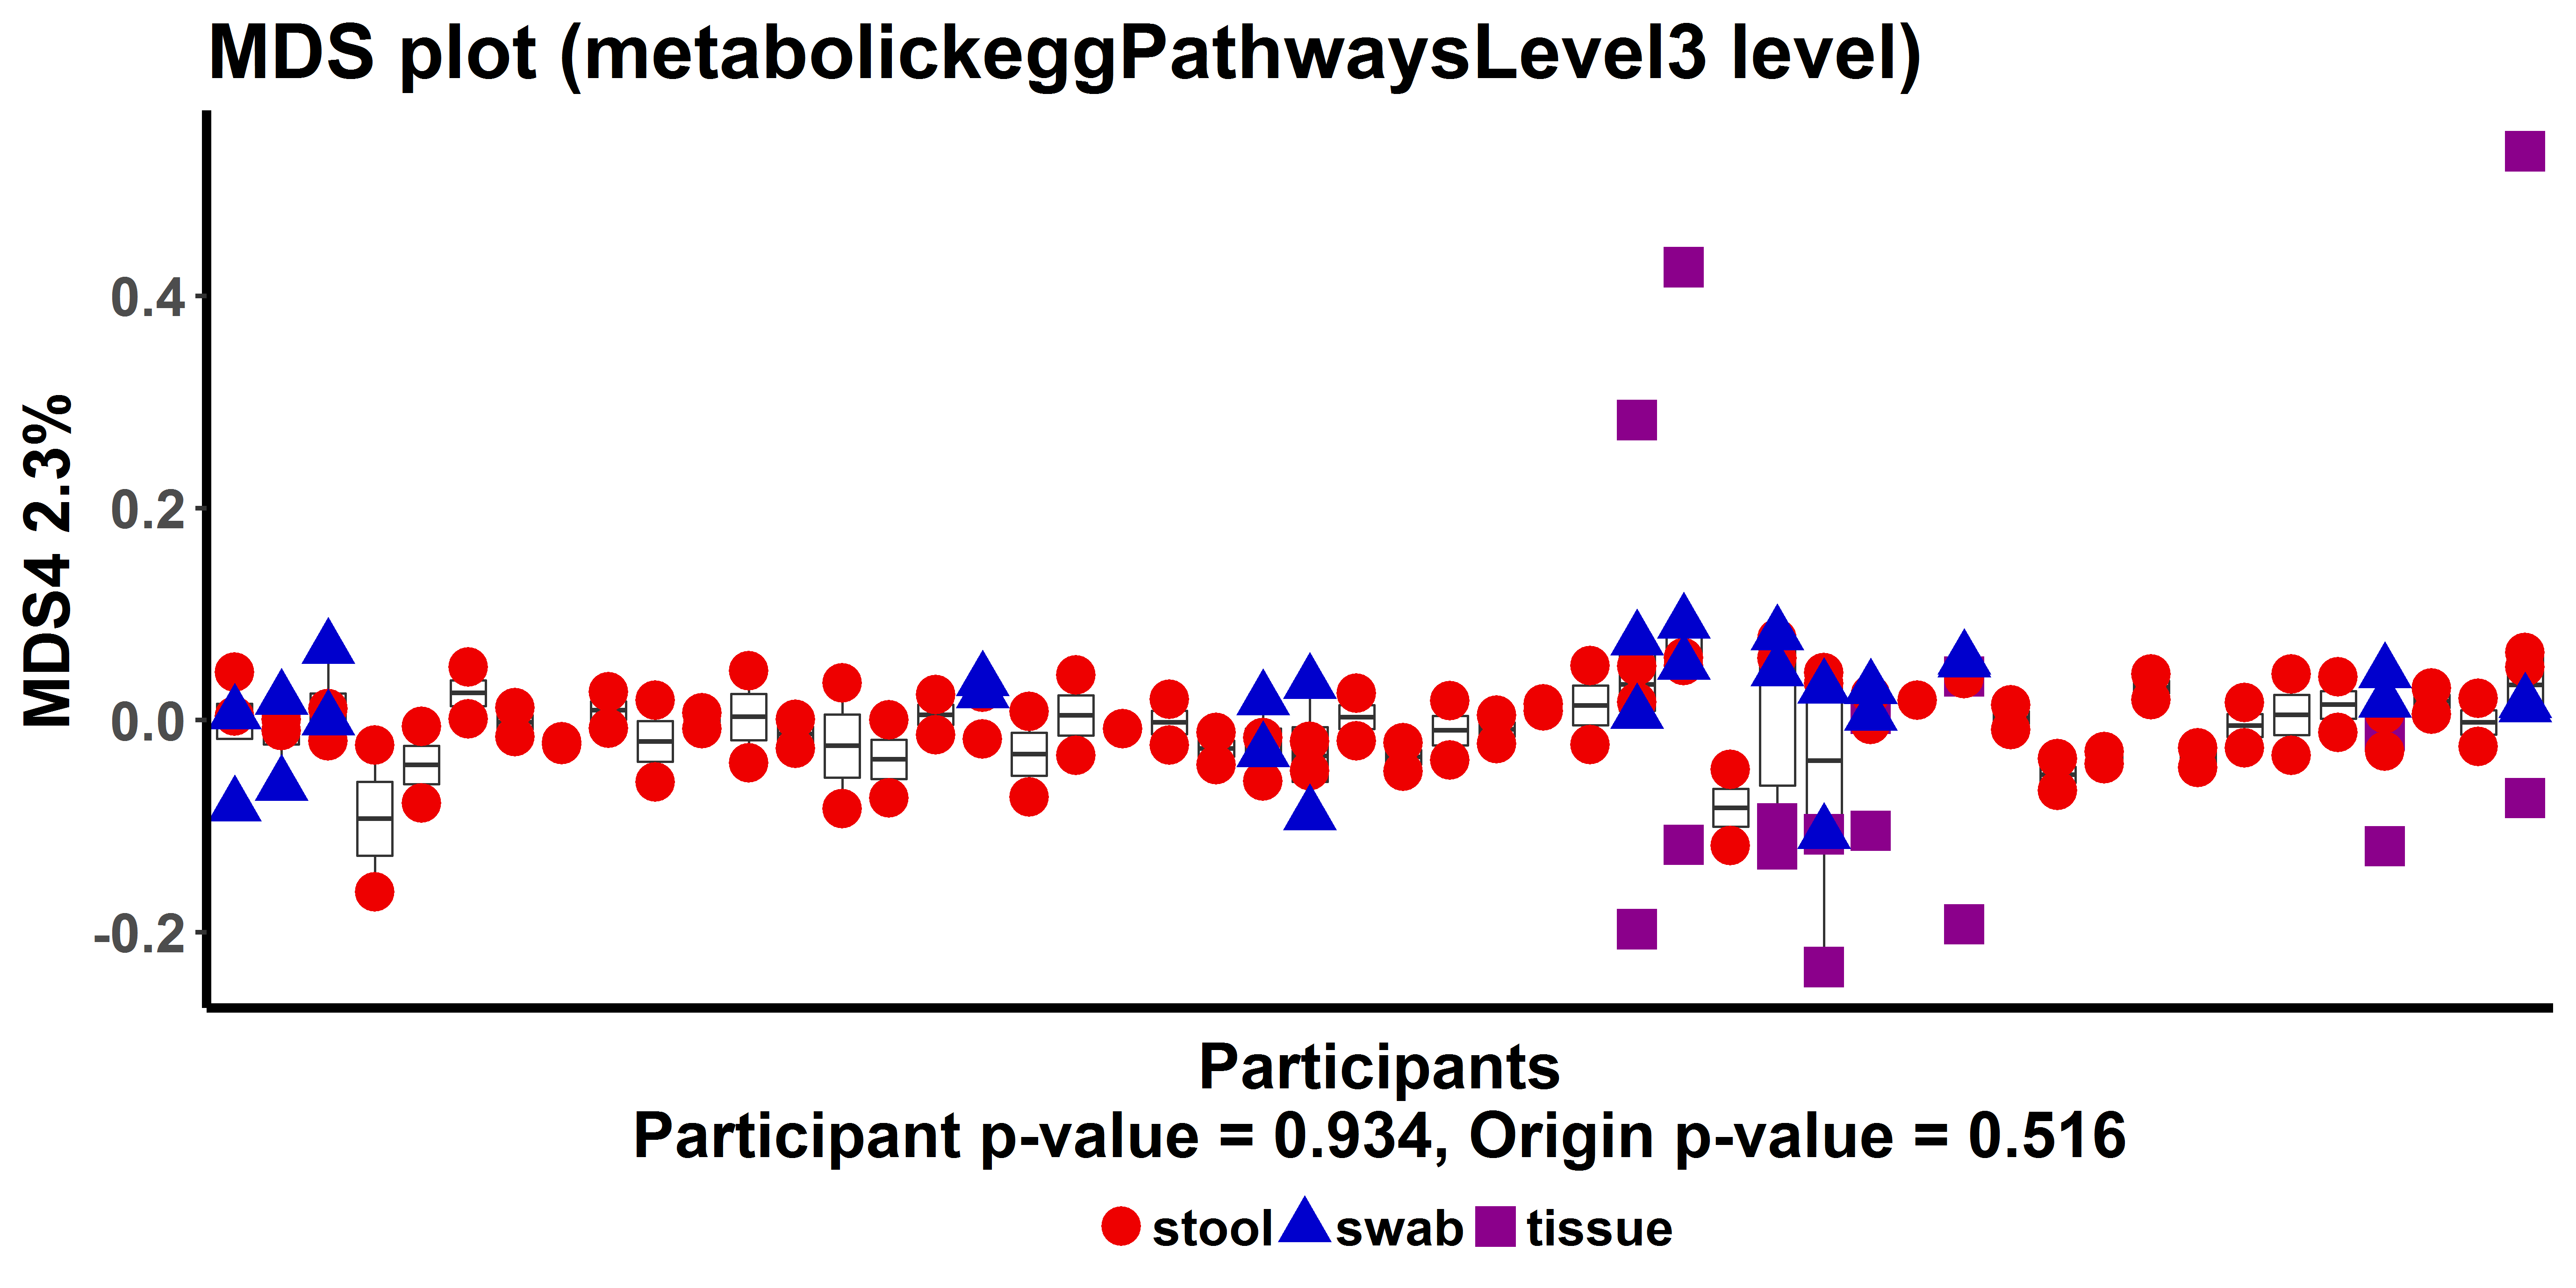 MDS plot (metabolickeggPathwaysLevel3 level)
MDS4 2.3%
0.4
0.2
0.0
-0.2
Participants
Participant p-value = 0.934, Origin p-value = 0.516
stool swab tissue